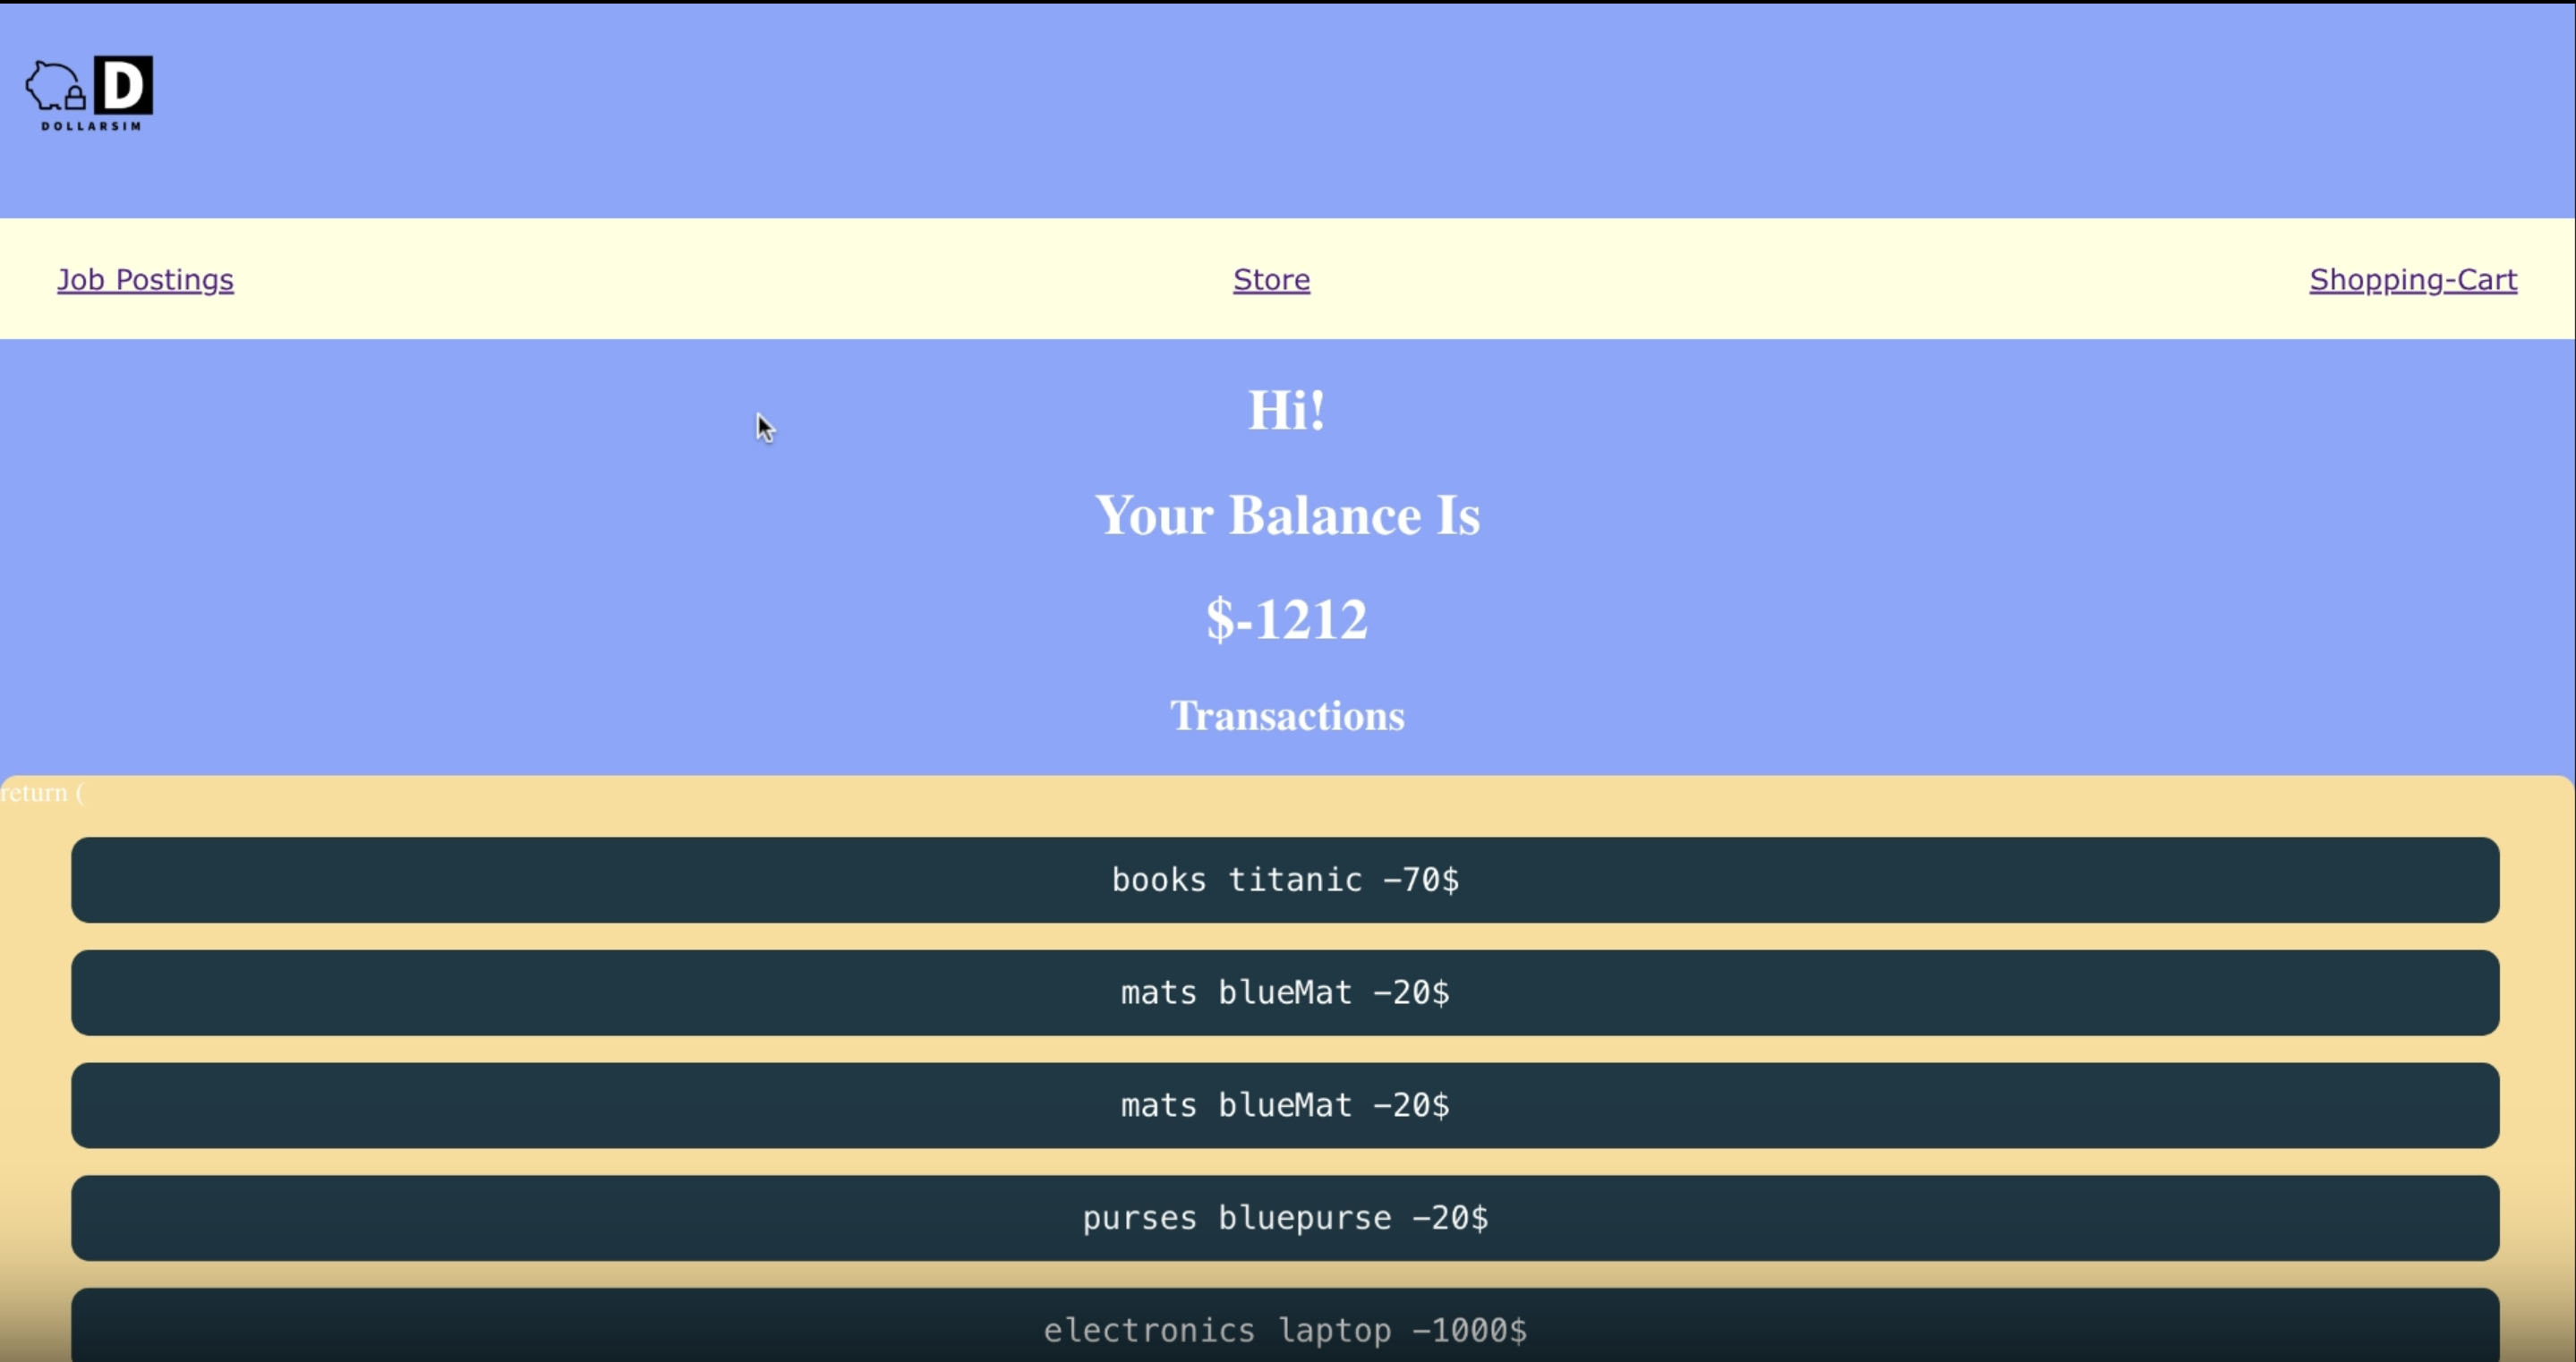 D
DOLLARSIM
Job Postings Store Shopping-Cart
Hi!
Your Balance Is
$-1212
Transactions
return (
books titanic -70$
mats blueMat -20$
mats blueMat -20$
purses bluepurse -20$
electronics laptop -1000$